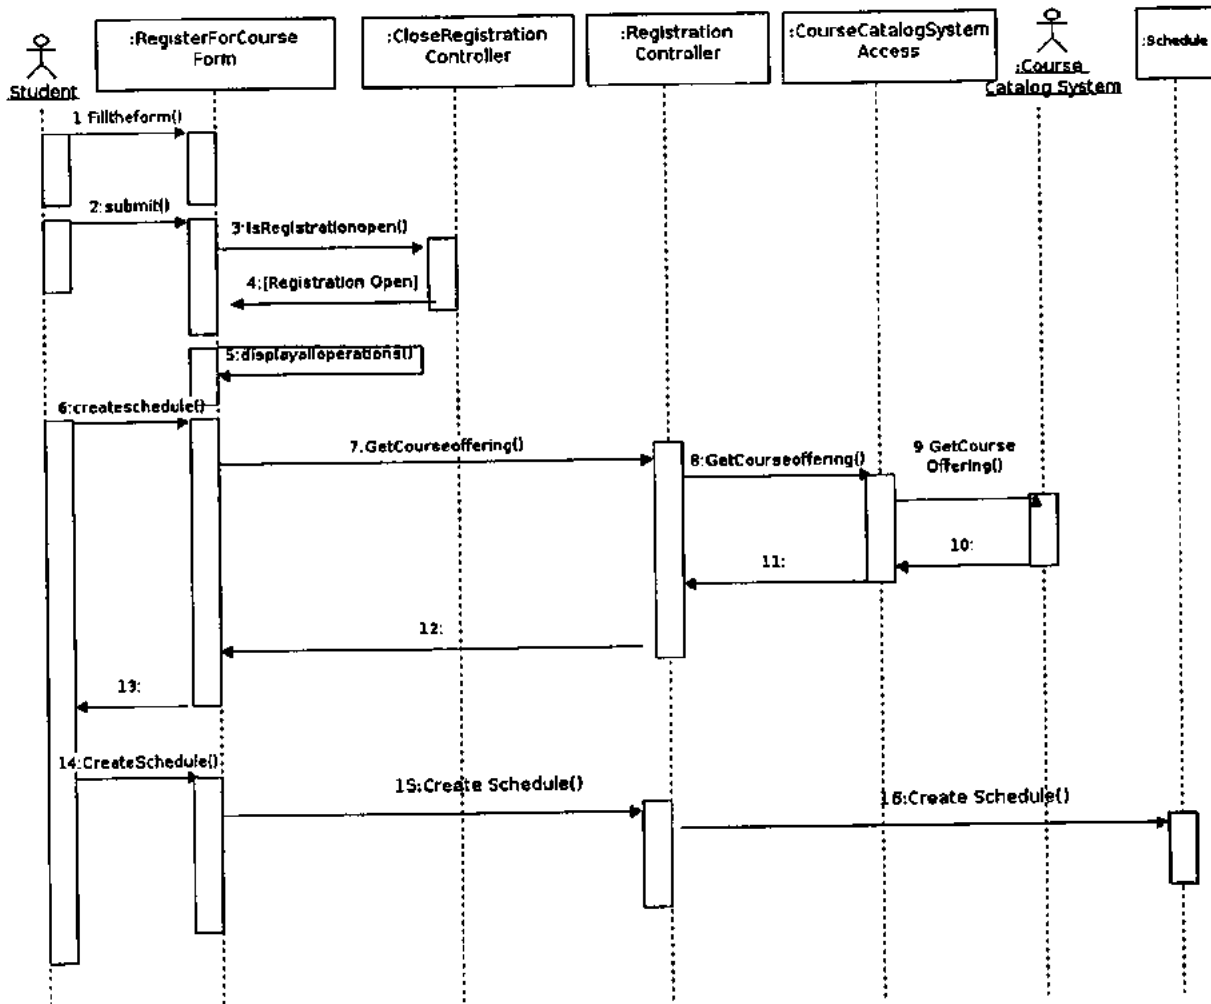 :RegisterForCourse
Form
:CloseRegistration
Controller
:Registration
Controller
:CourseCatalogSystem
Access
:Course
Catalog System
:Schedule
Student
1 Filltheform()
2:submit()
3:IsRegistrationopen()
4:[Registration Open]
5:displayalloperations()
6:createschedule()
7.GetCourseoffering()
8:GetCourseoffering()
9 GetCourse
Offering()
10:
11:
12:
13:
14:CreateSchedule()
15:Create Schedule()
16:Create Schedule()